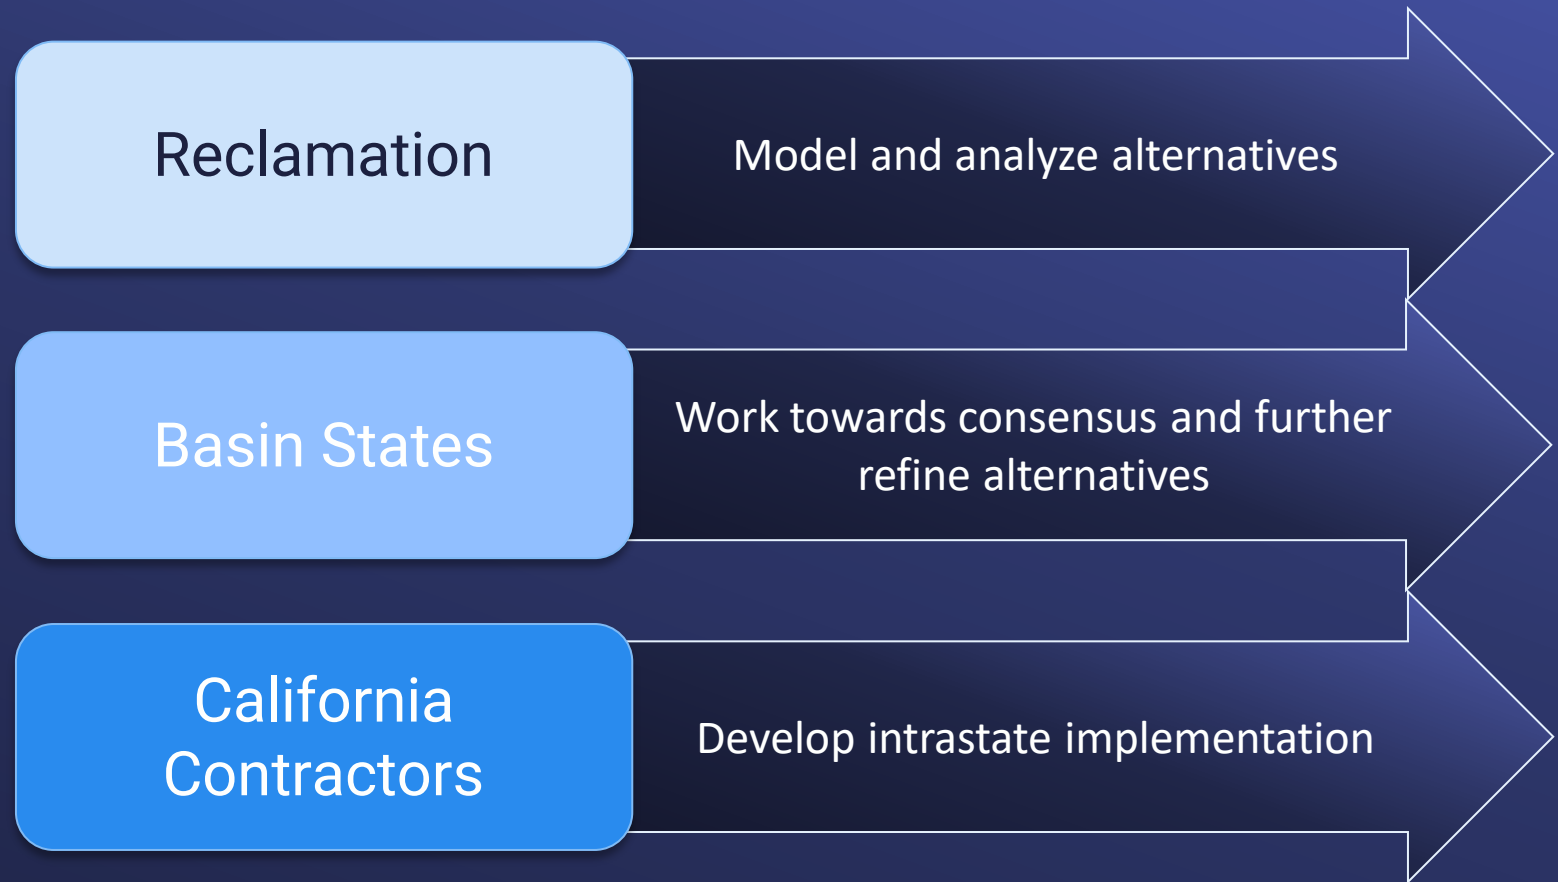 Reclamation
Model and analyze alternatives
Basin States
Work towards consensus and further
refine alternatives
California
Contractors
Develop intrastate implementation